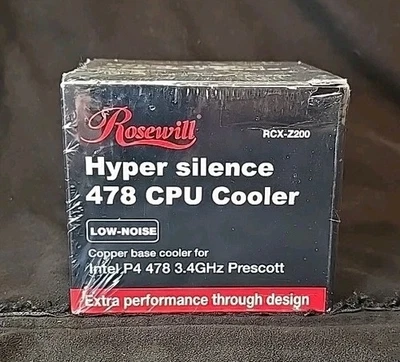 Rosewill
RCX-Z200
Hyper silence
478 CPU Cooler
LOW-NOISE
Copper base cooler for
Intel P4 478 3.4GHz Prescott
Extra performance through design